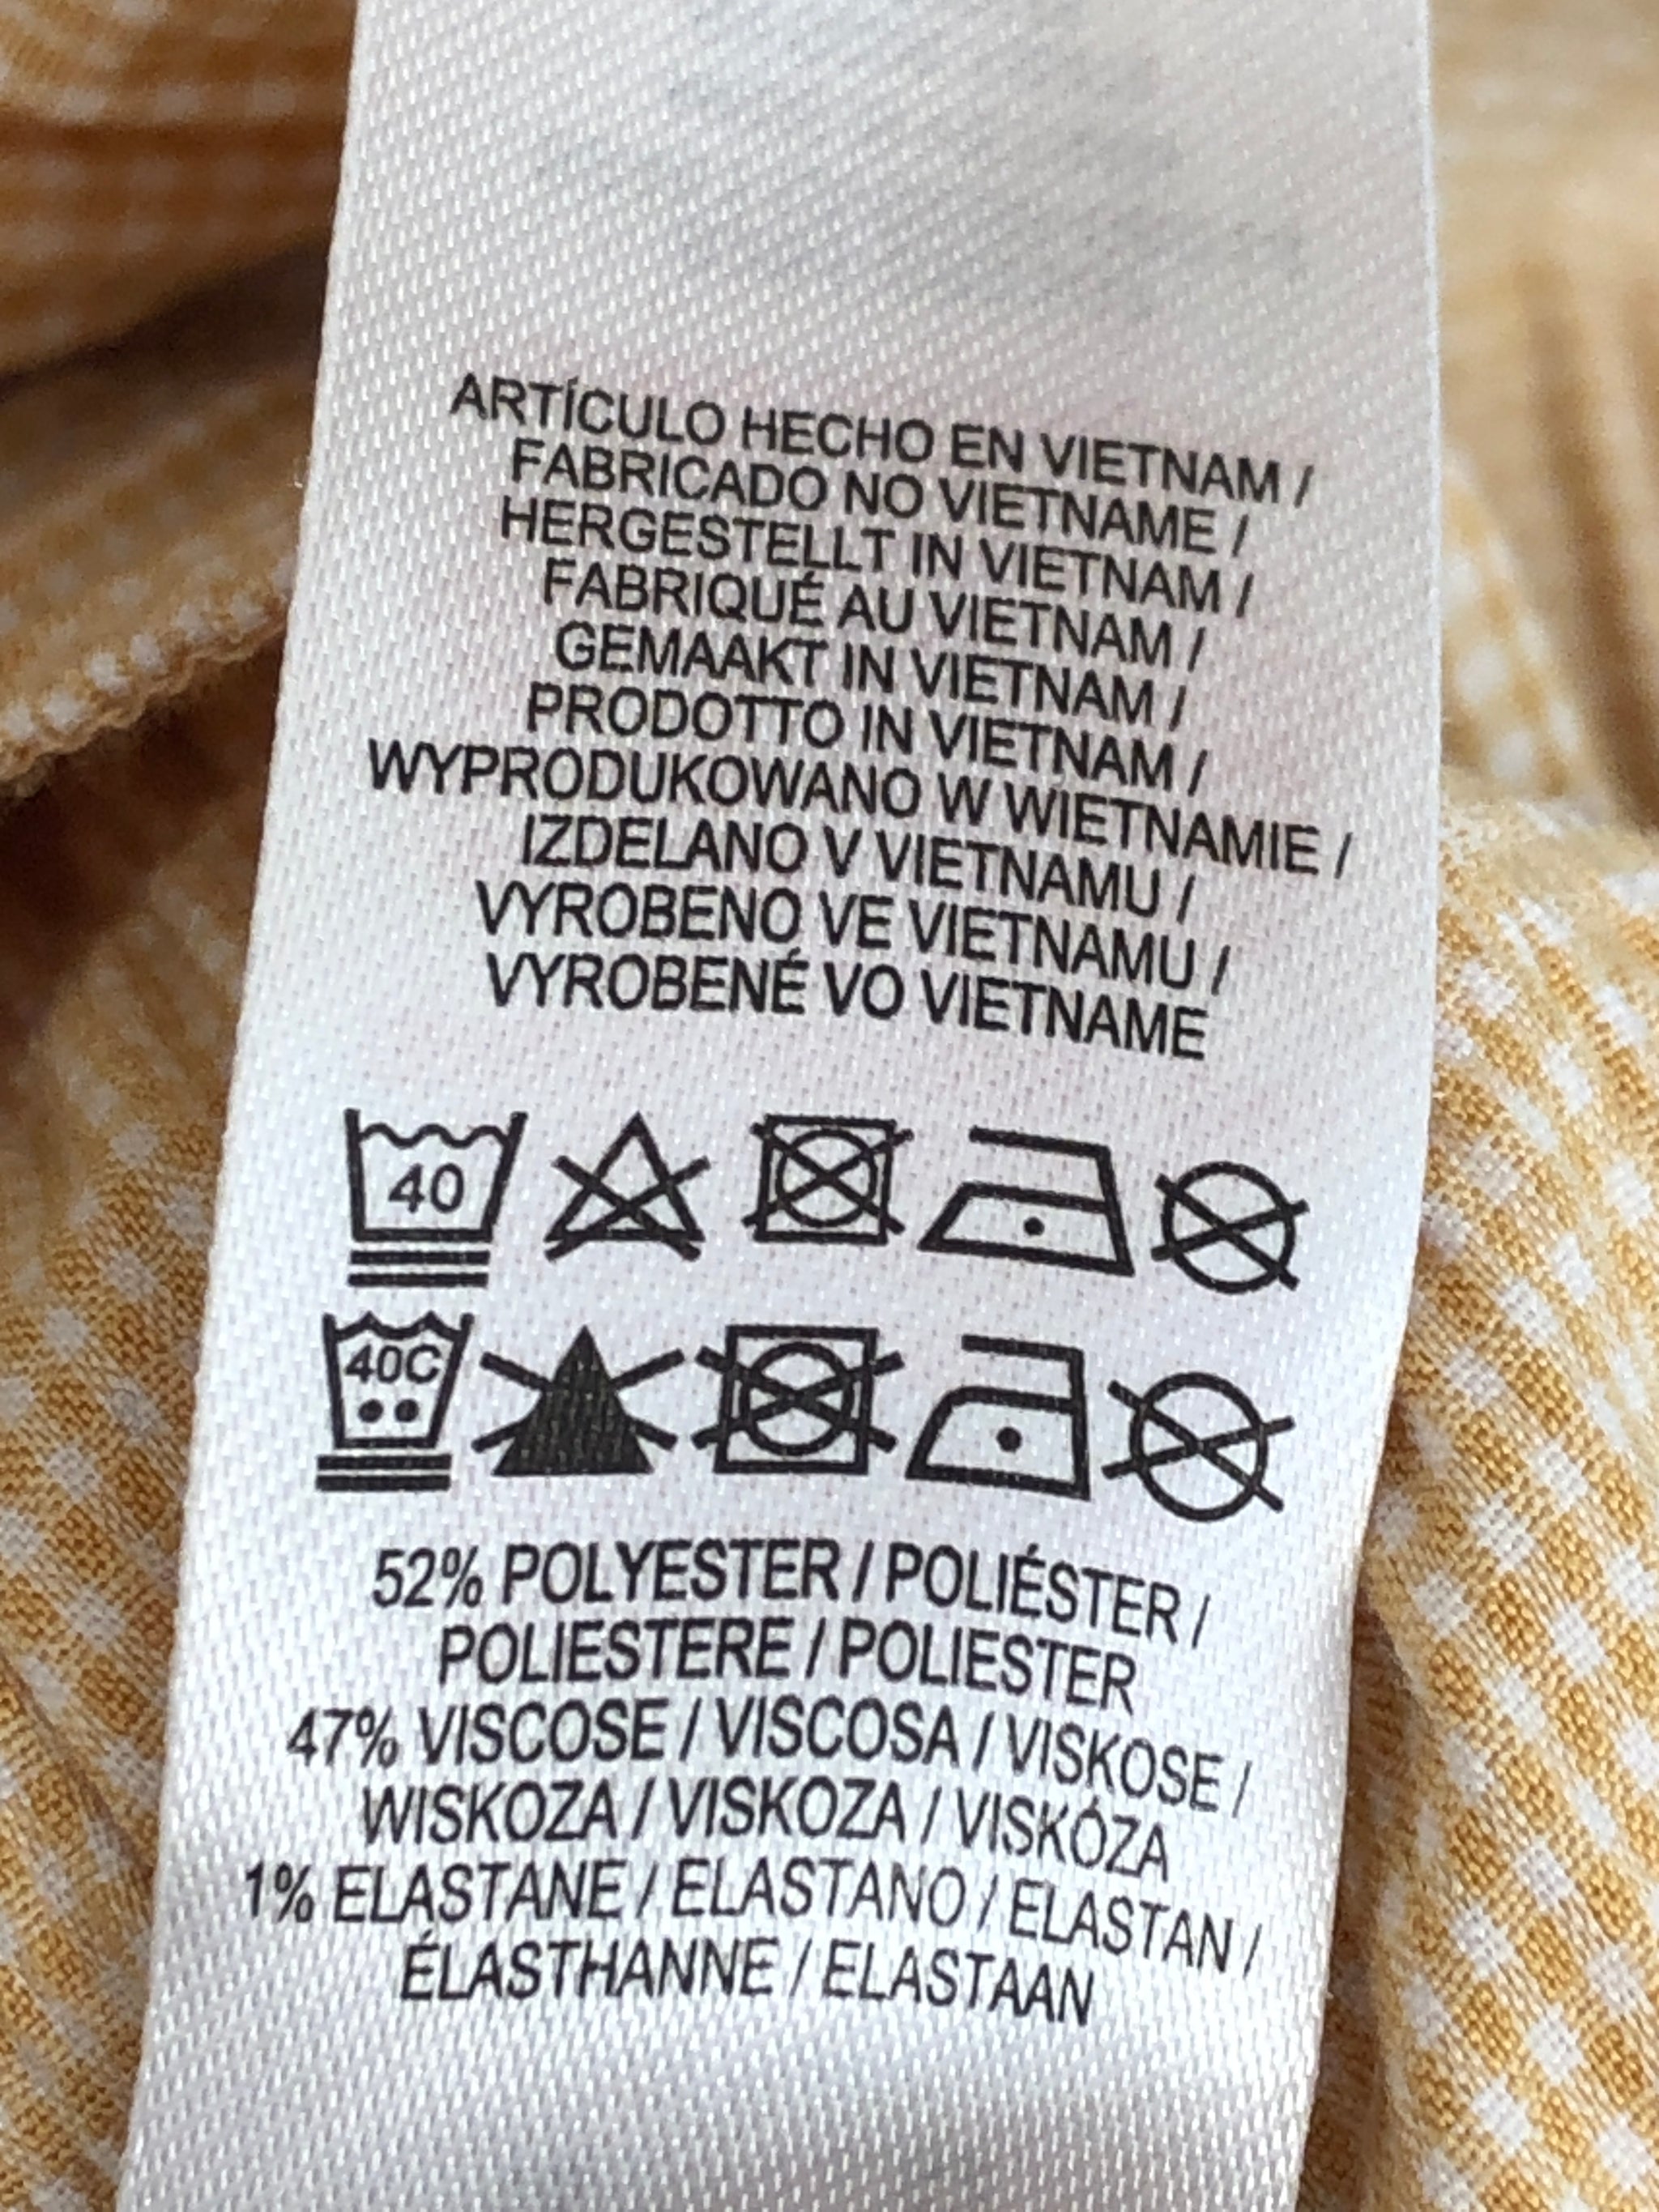 ARTÍCULO HECHO EN VIETNAM /
FABRICADO NO VIETNAME /
HERGESTELLT IN VIETNAM /
FABRIQUÉ AU VIETNAM /
GEMAAKT IN VIETNAM /
PRODOTTO IN VIETNAM /
WYPRODUKOWANO W WIETNAMIE /
IZDELANO V VIETNAMU /
VYROBENO VE VIETNAMU /
VYROBENÉ VO VIETNAME
40
40C
52% POLYESTER / POLIÉSTER /
POLIESTERE / POLIESTER
47% VISCOSE / VISCOSA / VISKOSE /
WISKOZA / VISKOZA / VISKÓZA
1% ELASTANE / ELASTANO / ELASTAN /
ÉLASTHANNE / ELASTAAN